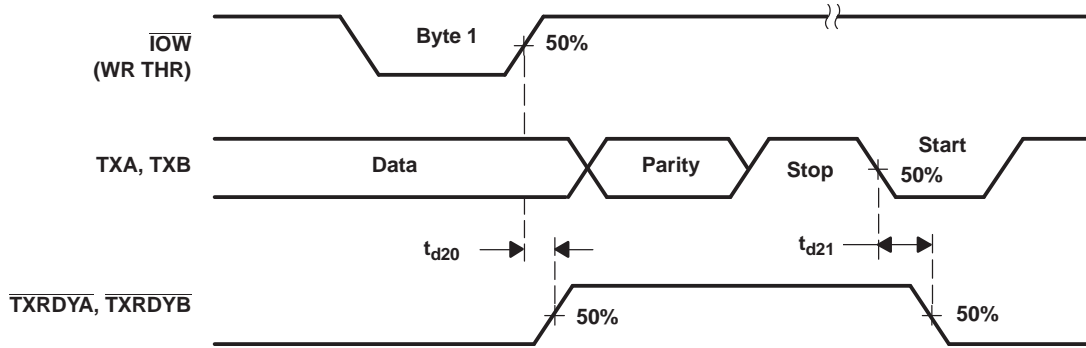 IOW
(WR THR)
Byte 1
50%
TXA, TXB
Data
Parity
Stop
Start
50%
td20
td21
TXRDYA, TXRDYB
50%
50%